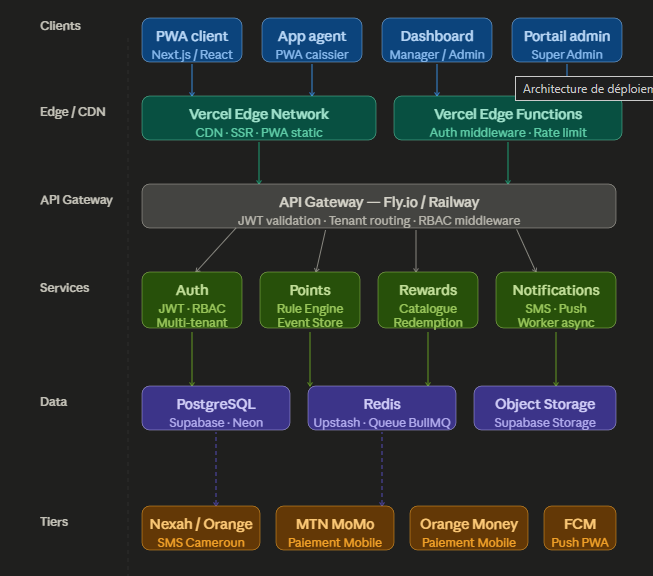 Clients
PWA client
Next.js / React
App agent
PWA caissier
Dashboard
Manager / Admin
Portail admin
Super Admin
Architecture de déploiem
Edge / CDN
Vercel Edge Network
CDN · SSR · PWA static
Vercel Edge Functions
Auth middleware · Rate limit
API Gateway
API Gateway — Fly.io / Railway
JWT validation · Tenant routing · RBAC middleware
Services
Auth
JWT · RBAC
Multi-tenant
Points
Rule Engine
Event Store
Rewards
Catalogue
Redemption
Notifications
SMS · Push
Worker async
Data
PostgreSQL
Supabase · Neon
Redis
Upstash · Queue BullMQ
Object Storage
Supabase Storage
Tiers
Nexah / Orange
SMS Cameroun
MTN MoMo
Paiement Mobile
Orange Money
Paiement Mobile
FCM
Push PWA